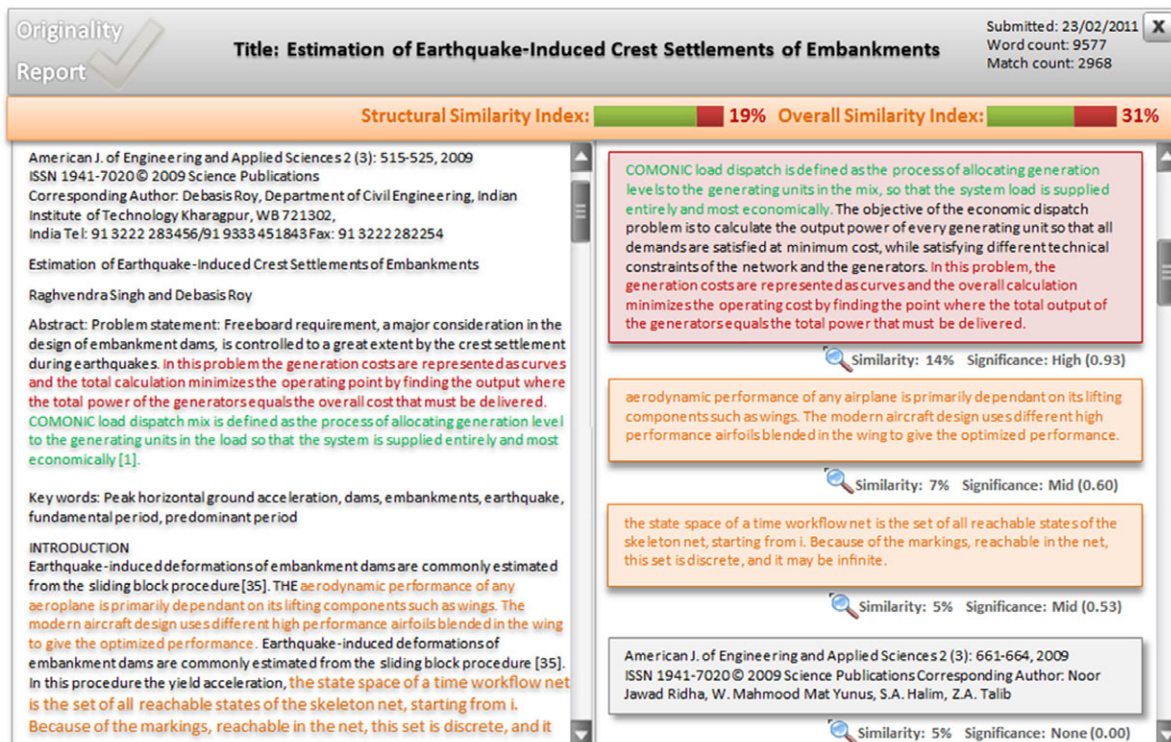 Originality
Report
Title: Estimation of Earthquake-Induced Crest Settlements of Embankments
Submitted: 23/02/2011
Word count: 9577
Match count: 2968
X
Structural Similarity Index: 19% Overall Similarity Index: 31%
American J. of Engineering and Applied Sciences 2 (3): 515-525, 2009
ISSN 1941-7020 © 2009 Science Publications
Corresponding Author: Debasis Roy, Department of Civil Engineering, Indian
Institute of Technology Kharagpur, WB 721302,
India Tel: 91 3222 283456/91 9333 451843 Fax: 91 3222 282254
Estimation of Earthquake-Induced Crest Settlements of Embankments
Raghvendra Singh and Debasis Roy
Abstract: Problem statement: Freeboard requirement, a major consideration in the
design of embankment dams, is controlled to a great extent by the crest settlement
during earthquakes. In this problem the generation costs are represented as curves
and the total calculation minimizes the operating point by finding the output where
the total power of the generators equals the overall cost that must be delivered.
COMONIC load dispatch mix is defined as the process of allocating generation level
to the generating units in the load so that the system is supplied entirely and most
economically [1].
Key words: Peak horizontal ground acceleration, dams, embankments, earthquake,
fundamental period, predominant period
INTRODUCTION
Earthquake-induced deformations of embankment dams are commonly estimated
from the sliding block procedure[35]. THE aerodynamic performance of any
aeroplane is primarily dependant on its lifting components such as wings. The
modern aircraft design uses different high performance airfoils blended in the wing
to give the optimized performance. Earthquake-induced deformations of
embankment dams are commonly estimated from the sliding block procedure [35].
In this procedure the yield acceleration, the state space of a time workflow net
is the set of all reachable states of the skeleton net, starting from i.
Because of the markings, reachable in the net, this set is discrete, and it
COMONIC load dispatch is defined as the process of allocating generation
levels to the generating units in the mix, so that the system load is supplied
entirely and most economically. The objective of the economic dispatch
problem is to calculate the output power of every generating unit so that all
demands are satisfied at minimum cost, while satisfying different technical
constraints of the network and the generators. In this problem, the
generation costs are represented as curves and the overall calculation
minimizes the operating cost by finding the point where the total output of
the generators equals the total power that must be delivered.
Similarity: 14% Significance: High (0.93)
aerodynamic performance of any airplane is primarily dependant on its lifting
components such as wings. The modern aircraft design uses different high
performance airfoils blended in the wing to give the optimized performance.
Similarity: 7% Significance: Mid (0.60)
the state space of a time workflow net is the set of all reachable states of the
skeleton net, starting from i. Because of the markings, reachable in the net,
this set is discrete, and it may be infinite.
Similarity: 5% Significance: Mid (0.53)
American J. of Engineering and Applied Sciences 2 (3): 661-664, 2009
ISSN 1941-7020 © 2009 Science Publications Corresponding Author: Noor
Jawad Ridha, W. Mahmood Mat Yunus, S.A. Halim, Z.A. Talib
Similarity: 5% Significance: None (0.00)